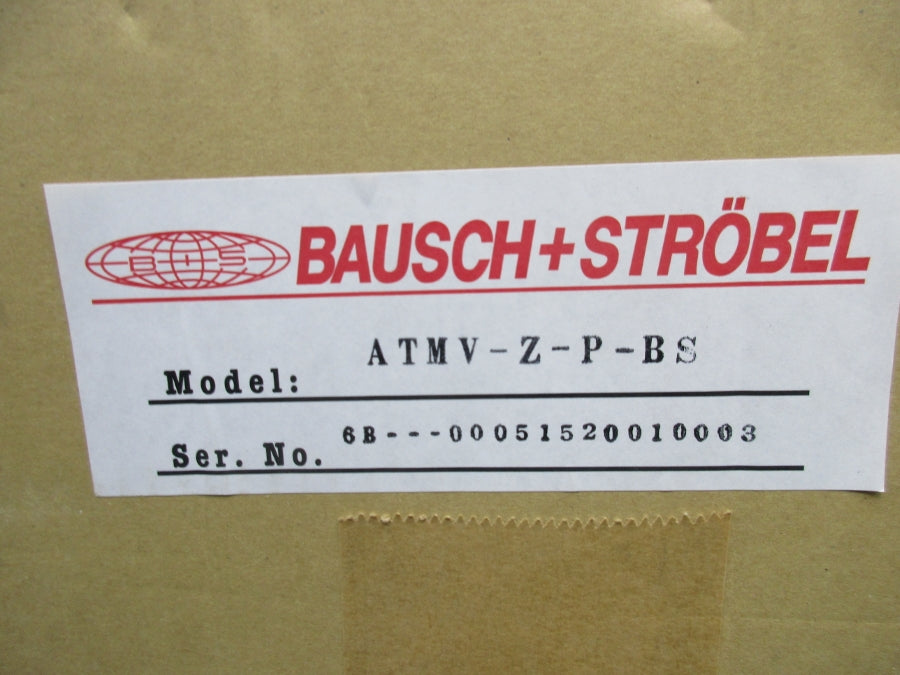 B+S BAUSCH+STRÖBEL
Model: ATMV-Z-P-BS
Ser. No. 6B---00051520010003